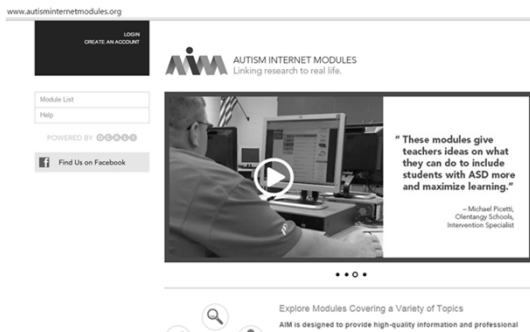 www.autisminternetmodules.org
LOGIN
CREATE AN ACCOUNT
AIM
AUTISM INTERNET MODULES
Linking research to real life.
Module List
Help
POWERED BY OCALI
f Find Us on Facebook
“ These modules give
teachers ideas on what
they can do to include
students with ASD more
and maximize learning.”
– Michael Picetti,
Olentangy Schools,
Intervention Specialist
Explore Modules Covering a Variety of Topics
AIM is designed to provide high-quality information and professional